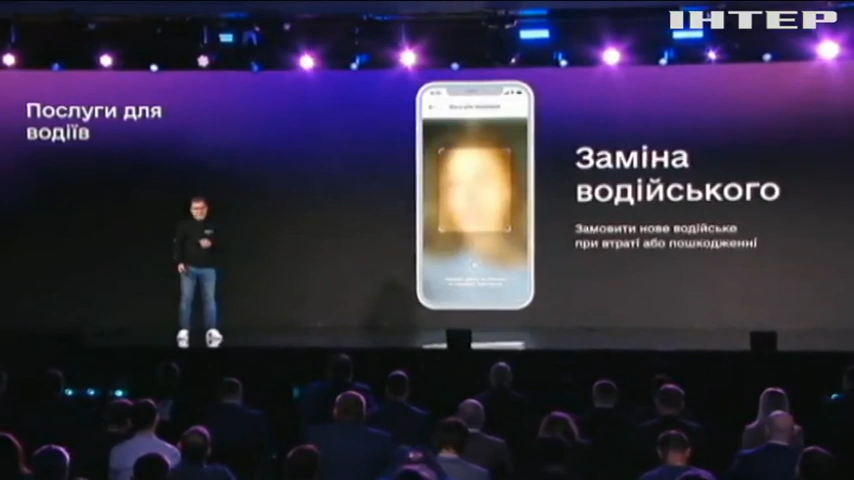 ІНТЕР
Послуги для
водіїв
Заміна
водійського
Замовити нове водійське
при втраті або пошкодженні